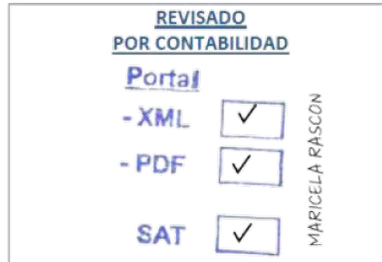 REVISADO
POR CONTABILIDAD
Portal
- XML ✓
- PDF ✓
SAT ✓
MARICELA RASCON